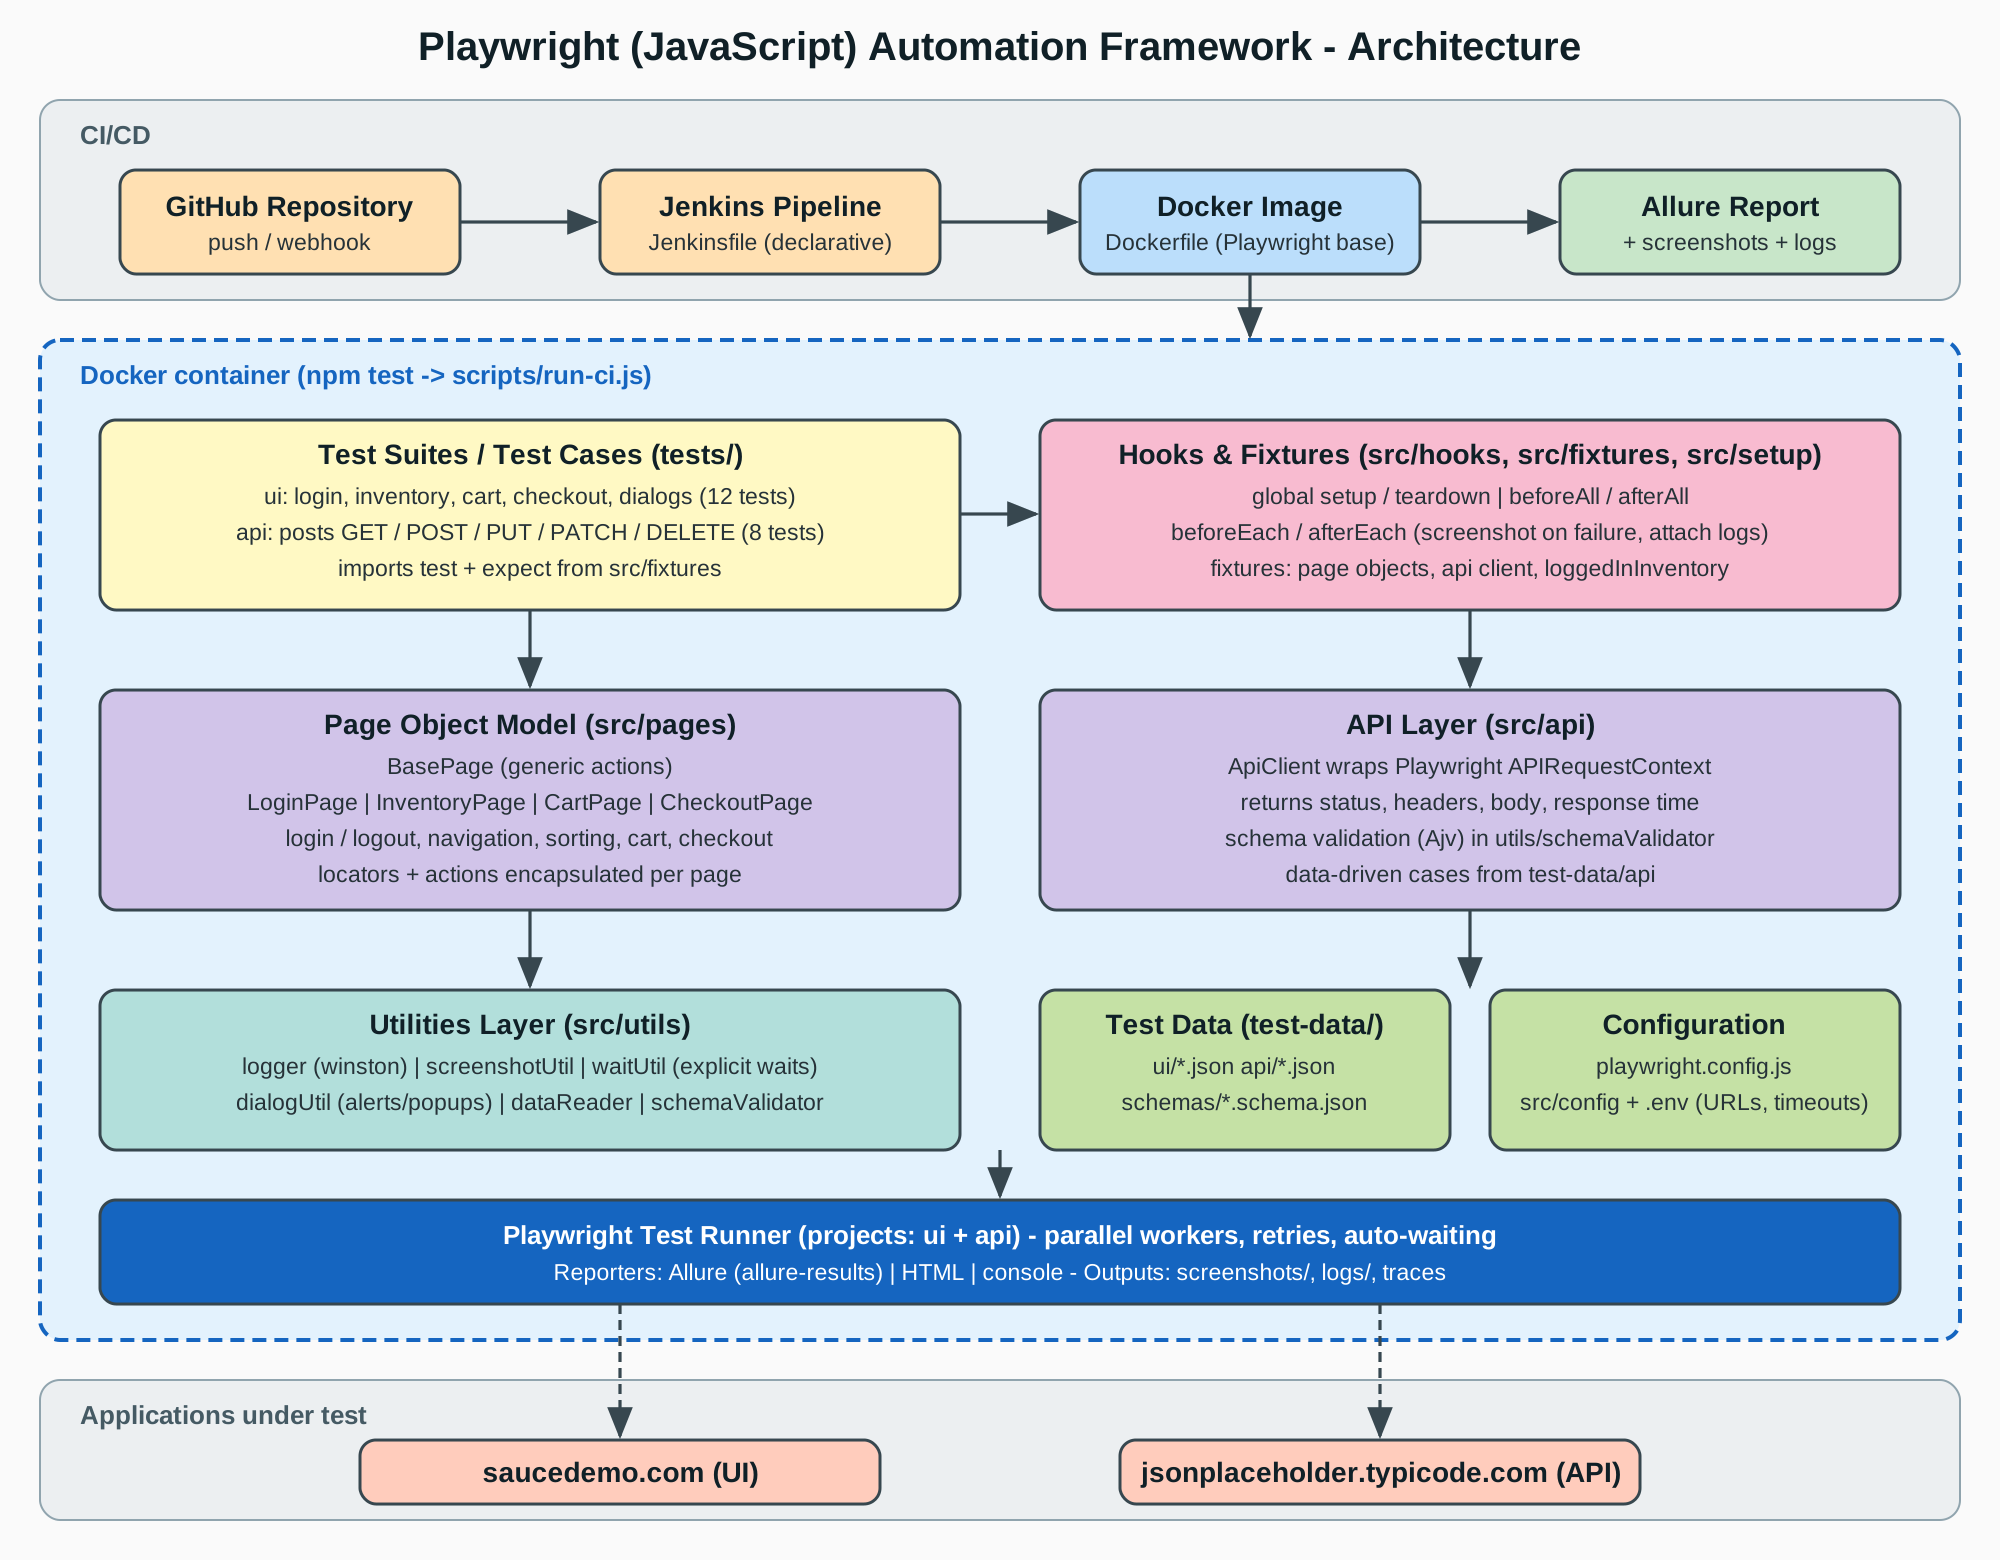 Playwright (JavaScript) Automation Framework - Architecture
CI/CD
GitHub Repository
push / webhook
Jenkins Pipeline
Jenkinsfile (declarative)
Docker Image
Dockerfile (Playwright base)
Allure Report
+ screenshots + logs
Docker container (npm test -> scripts/run-ci.js)
Test Suites / Test Cases (tests/)
ui: login, inventory, cart, checkout, dialogs (12 tests)
api: posts GET / POST / PUT / PATCH / DELETE (8 tests)
imports test + expect from src/fixtures
Hooks & Fixtures (src/hooks, src/fixtures, src/setup)
global setup / teardown | beforeAll / afterAll
beforeEach / afterEach (screenshot on failure, attach logs)
fixtures: page objects, api client, loggedInInventory
Page Object Model (src/pages)
BasePage (generic actions)
LoginPage | InventoryPage | CartPage | CheckoutPage
login / logout, navigation, sorting, cart, checkout
locators + actions encapsulated per page
API Layer (src/api)
ApiClient wraps Playwright APIRequestContext
returns status, headers, body, response time
schema validation (Ajv) in utils/schemaValidator
data-driven cases from test-data/api
Utilities Layer (src/utils)
logger (winston) | screenshotUtil | waitUtil (explicit waits)
dialogUtil (alerts/popups) | dataReader | schemaValidator
Test Data (test-data/)
ui/*.json api/*.json
schemas/*.schema.json
Configuration
playwright.config.js
src/config + .env (URLs, timeouts)
Playwright Test Runner (projects: ui + api) - parallel workers, retries, auto-waiting
Reporters: Allure (allure-results) | HTML | console - Outputs: screenshots/, logs/, traces
Applications under test
saucedemo.com (UI)
jsonplaceholder.typicode.com (API)